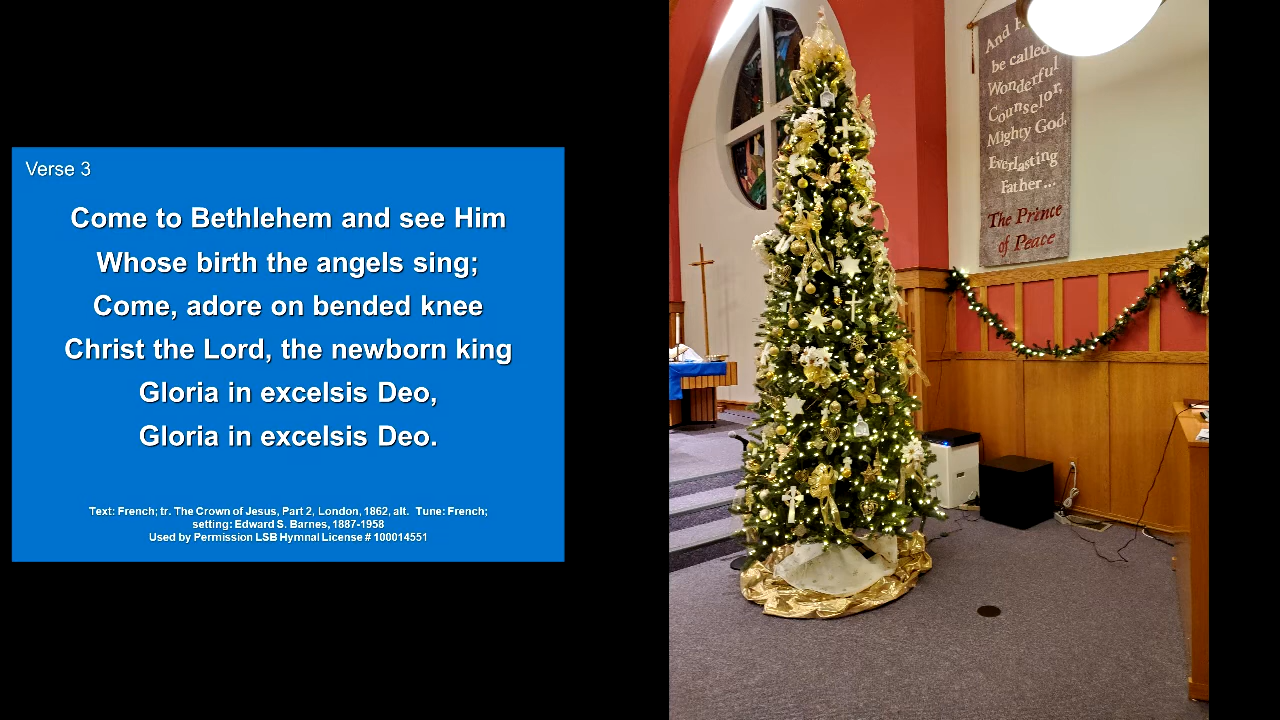 Verse 3
Come to Bethlehem and see Him
Whose birth the angels sing;
Come, adore on bended knee
Christ the Lord, the newborn king
Gloria in excelsis Deo,
Gloria in excelsis Deo.
Text: French; tr. The Crown of Jesus, Part 2, London, 1862, alt. Tune: French;
setting: Edward S. Barnes, 1887-1958
Used by Permission LSB Hymnal License # 100014551
And
be called
Wonderful
Counselor,
Mighty God,
Everlasting
Father...
The Prince
of Peace